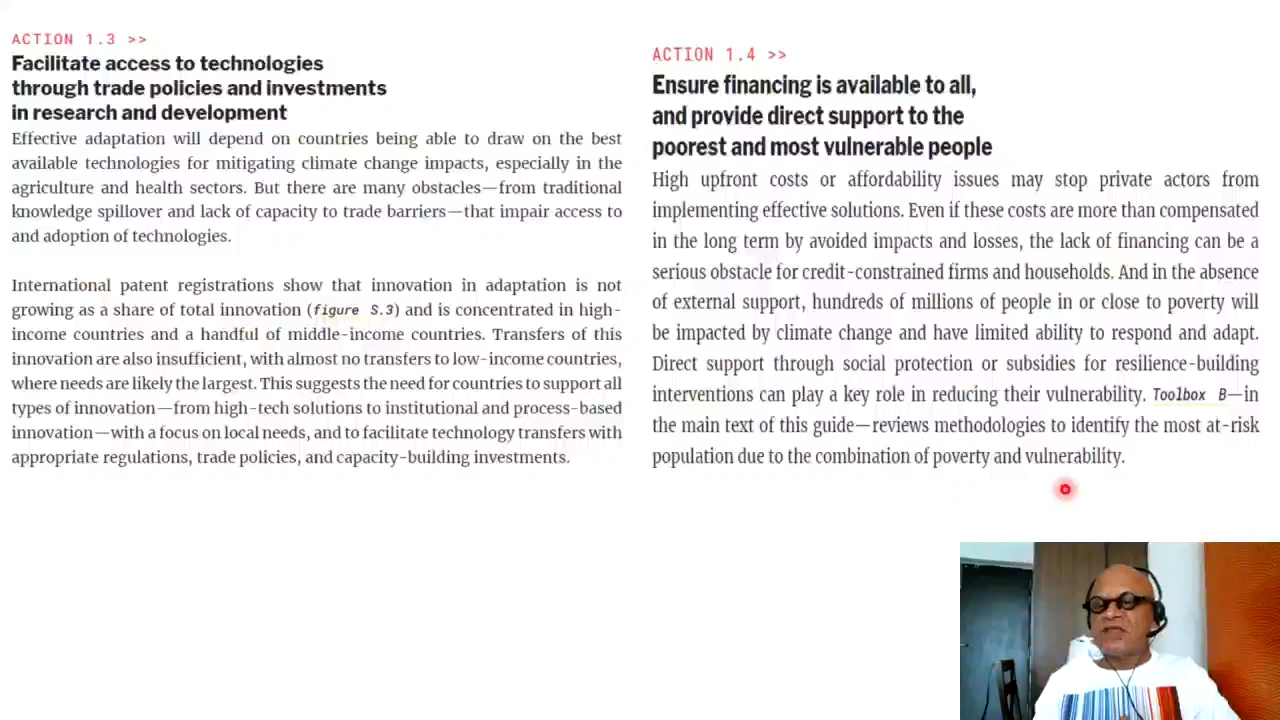 ACTION 1.3 >>
Facilitate access to technologies
through trade policies and investments
in research and development
Effective adaptation will depend on countries being able to draw on the best
available technologies for mitigating climate change impacts, especially in the
agriculture and health sectors. But there are many obstacles—from traditional
knowledge spillover and lack of capacity to trade barriers—that impair access to
and adoption of technologies.
International patent registrations show that innovation in adaptation is not
growing as a share of total innovation (figure S.3) and is concentrated in high-
income countries and a handful of middle-income countries. Transfers of this
innovation are also insufficient, with almost no transfers to low-income countries,
where needs are likely the largest. This suggests the need for countries to support all
types of innovation—from high-tech solutions to institutional and process-based
innovation—with a focus on local needs, and to facilitate technology transfers with
appropriate regulations, trade policies, and capacity-building investments.
ACTION 1.4 >>
Ensure financing is available to all,
and provide direct support to the
poorest and most vulnerable people
High upfront costs or affordability issues may stop private actors from
implementing effective solutions. Even if these costs are more than compensated
in the long term by avoided impacts and losses, the lack of financing can be a
serious obstacle for credit-constrained firms and households. And in the absence
of external support, hundreds of millions of people in or close to poverty will
be impacted by climate change and have limited ability to respond and adapt.
Direct support through social protection or subsidies for resilience-building
interventions can play a key role in reducing their vulnerability. Toolbox B—in
the main text of this guide—reviews methodologies to identify the most at-risk
population due to the combination of poverty and vulnerability.